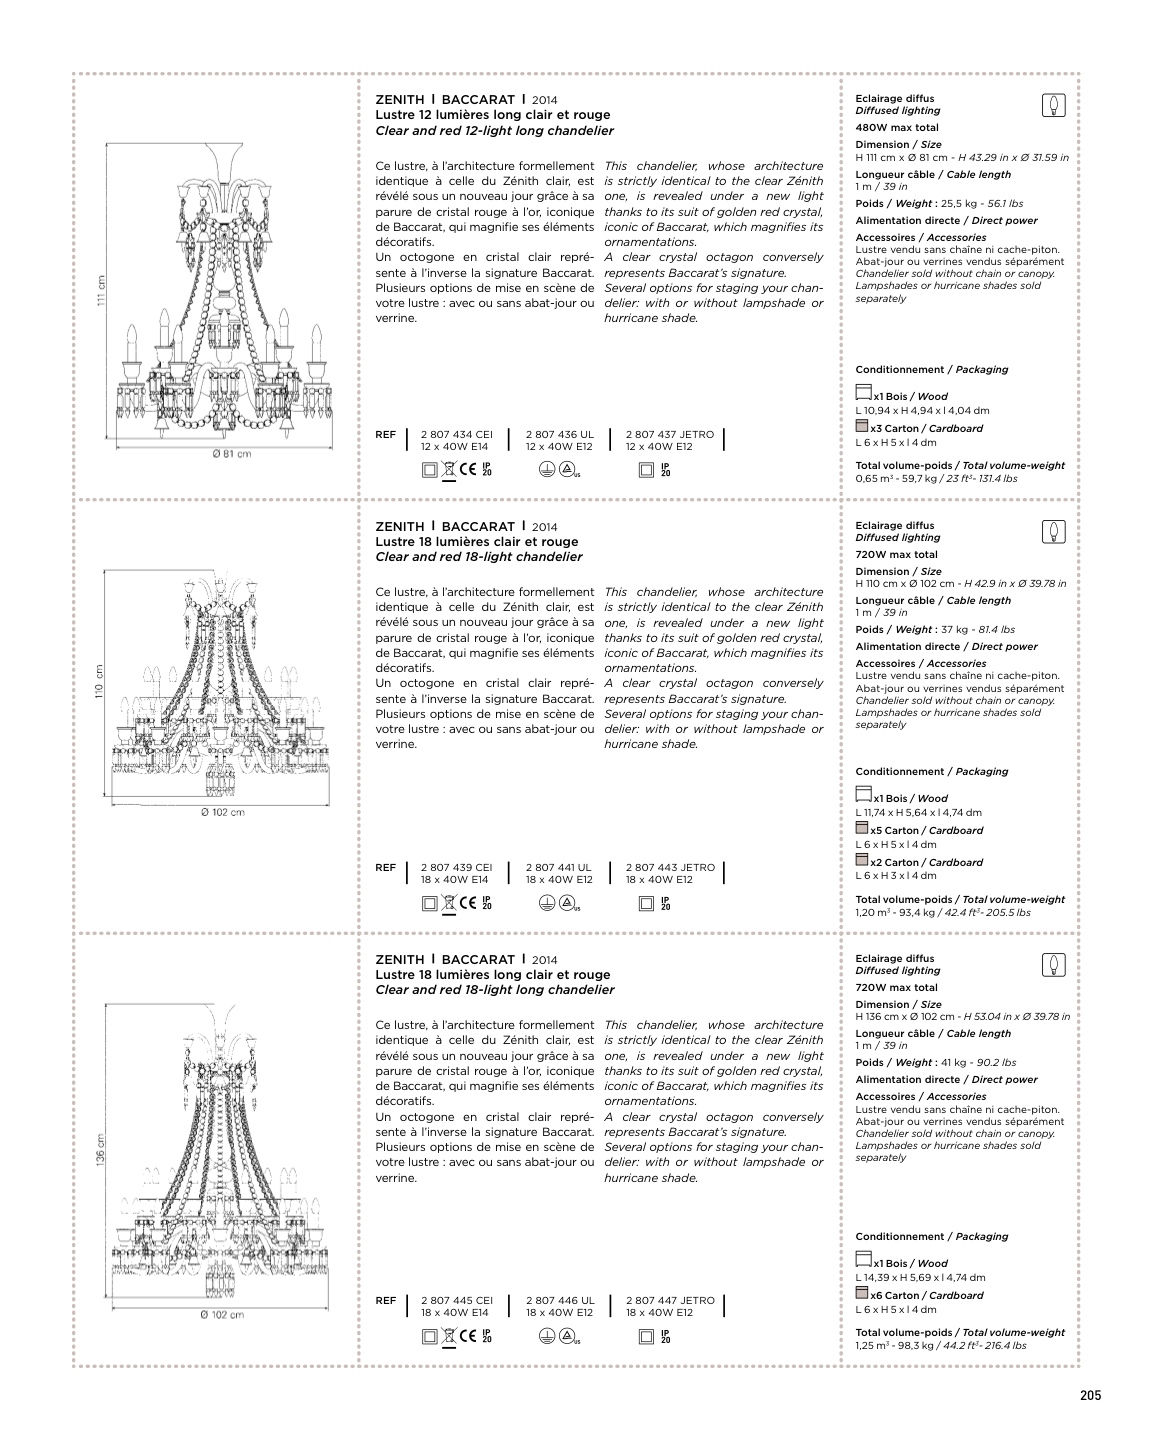 111 cm
Ø 81 cm
ZENITH I BACCARAT I 2014
Lustre 12 lumières long clair et rouge
Clear and red 12-light long chandelier
Ce lustre, à l'architecture formellement
identique à celle du Zénith clair, est
révélé sous un nouveau jour grâce à sa
parure de cristal rouge à l'or, iconique
de Baccarat, qui magnifie ses éléments
décoratifs.
Un octogone en cristal clair repré-
sente à l'inverse la signature Baccarat.
Plusieurs options de mise en scène de
votre lustre : avec ou sans abat-jour ou
verrine.
This chandelier, whose architecture
is strictly identical to the clear Zénith
one, is revealed under a new light
thanks to its suit of golden red crystal,
iconic of Baccarat, which magnifies its
ornamentations.
A clear crystal octagon conversely
represents Baccarat's signature.
Several options for staging your chan-
delier: with or without lampshade or
hurricane shade.
REF
2 807 434 CEI
12 x 40W E14
CE IP 20
2 807 436 UL
12 x 40W E12
US
2 807 437 JETRO
12 x 40W E12
IP 20
Eclairage diffus
Diffused lighting
480W max total
Dimension / Size
H 111 cm x Ø 81 cm - H 43.29 in x Ø 31.59 in
Longueur câble / Cable length
1 m / 39 in
Poids / Weight : 25,5 kg - 56.1 lbs
Alimentation directe / Direct power
Accessoires / Accessories
Lustre vendu sans chaîne ni cache-piton.
Abat-jour ou verrines vendus séparément
Chandelier sold without chain or canopy.
Lampshades or hurricane shades sold
separately
Conditionnement / Packaging
x1 Bois / Wood
L 10,94 x H 4,94 x l 4,04 dm
x3 Carton / Cardboard
L 6 x H 5 x l 4 dm
Total volume-poids / Total volume-weight
0,65 m³ - 59,7 kg / 23 ft³- 131.4 lbs
110 cm
Ø 102 cm
ZENITH I BACCARAT I 2014
Lustre 18 lumières clair et rouge
Clear and red 18-light chandelier
Ce lustre, à l'architecture formellement
identique à celle du Zénith clair, est
révélé sous un nouveau jour grâce à sa
parure de cristal rouge à l'or, iconique
de Baccarat, qui magnifie ses éléments
décoratifs.
Un octogone en cristal clair repré-
sente à l'inverse la signature Baccarat.
Plusieurs options de mise en scène de
votre lustre : avec ou sans abat-jour ou
verrine.
This chandelier, whose architecture
is strictly identical to the clear Zénith
one, is revealed under a new light
thanks to its suit of golden red crystal,
iconic of Baccarat, which magnifies its
ornamentations.
A clear crystal octagon conversely
represents Baccarat's signature.
Several options for staging your chan-
delier: with or without lampshade or
hurricane shade.
REF
2 807 439 CEI
18 x 40W E14
CE IP 20
2 807 441 UL
18 x 40W E12
US
2 807 443 JETRO
18 x 40W E12
IP 20
Eclairage diffus
Diffused lighting
720W max total
Dimension / Size
H 110 cm x Ø 102 cm - H 42.9 in x Ø 39.78 in
Longueur câble / Cable length
1 m / 39 in
Poids / Weight : 37 kg - 81.4 lbs
Alimentation directe / Direct power
Accessoires / Accessories
Lustre vendu sans chaîne ni cache-piton.
Abat-jour ou verrines vendus séparément
Chandelier sold without chain or canopy.
Lampshades or hurricane shades sold
separately
Conditionnement / Packaging
x1 Bois / Wood
L 11,74 x H 5,64 x l 4,74 dm
x5 Carton / Cardboard
L 6 x H 5 x l 4 dm
x2 Carton / Cardboard
L 6 x H 3 x l 4 dm
Total volume-poids / Total volume-weight
1,20 m³ - 93,4 kg / 42.4 ft³- 205.5 lbs
136 cm
Ø 102 cm
ZENITH I BACCARAT I 2014
Lustre 18 lumières long clair et rouge
Clear and red 18-light long chandelier
Ce lustre, à l'architecture formellement
identique à celle du Zénith clair, est
révélé sous un nouveau jour grâce à sa
parure de cristal rouge à l'or, iconique
de Baccarat, qui magnifie ses éléments
décoratifs.
Un octogone en cristal clair repré-
sente à l'inverse la signature Baccarat.
Plusieurs options de mise en scène de
votre lustre : avec ou sans abat-jour ou
verrine.
This chandelier, whose architecture
is strictly identical to the clear Zénith
one, is revealed under a new light
thanks to its suit of golden red crystal,
iconic of Baccarat, which magnifies its
ornamentations.
A clear crystal octagon conversely
represents Baccarat's signature.
Several options for staging your chan-
delier: with or without lampshade or
hurricane shade.
REF
2 807 445 CEI
18 x 40W E14
CE IP 20
2 807 446 UL
18 x 40W E12
US
2 807 447 JETRO
18 x 40W E12
IP 20
Eclairage diffus
Diffused lighting
720W max total
Dimension / Size
H 136 cm x Ø 102 cm - H 53.04 in x Ø 39.78 in
Longueur câble / Cable length
1 m / 39 in
Poids / Weight : 41 kg - 90.2 lbs
Alimentation directe / Direct power
Accessoires / Accessories
Lustre vendu sans chaîne ni cache-piton.
Abat-jour ou verrines vendus séparément
Chandelier sold without chain or canopy.
Lampshades or hurricane shades sold
separately
Conditionnement / Packaging
x1 Bois / Wood
L 14,39 x H 5,69 x l 4,74 dm
x6 Carton / Cardboard
L 6 x H 5 x l 4 dm
Total volume-poids / Total volume-weight
1,25 m³ - 98,3 kg / 44.2 ft³- 216.4 lbs
205